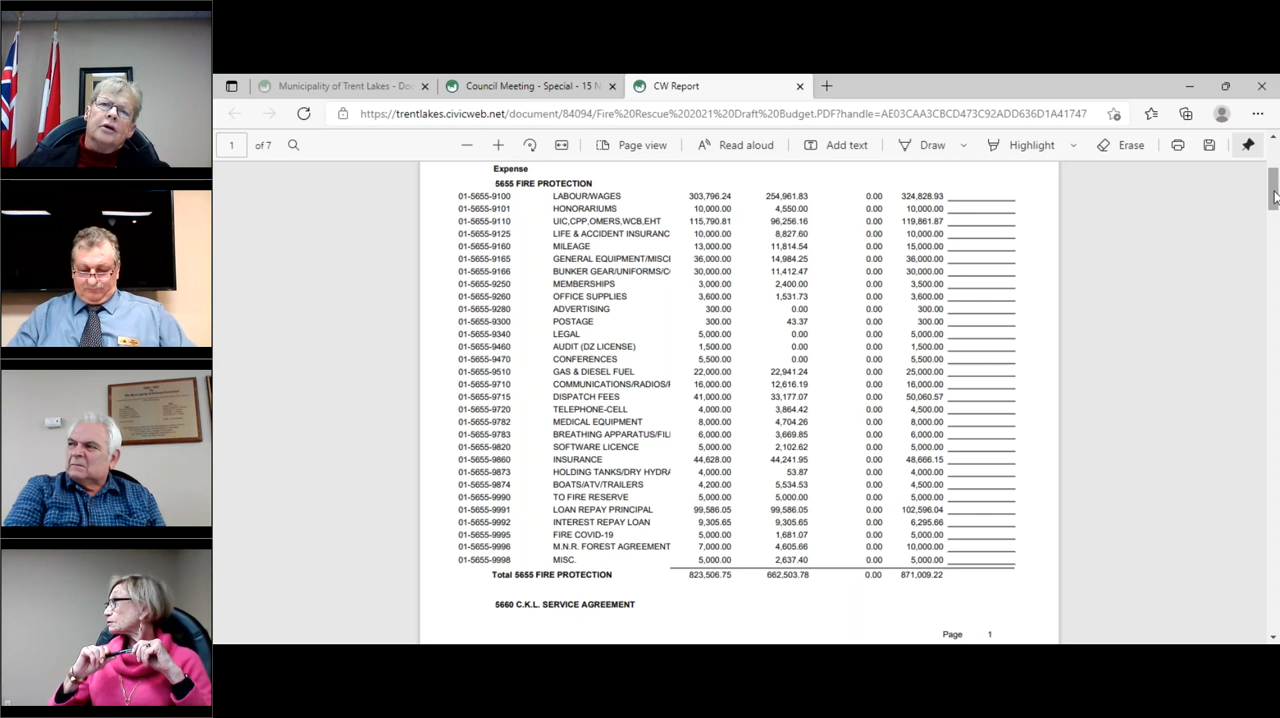 Municipality of Trent Lakes - Doc
Council Meeting - Special - 15 N
CW Report
https://trentlakes.civicweb.net/document/84094/Fire%20Rescue%202021%20Draft%20Budget.PDF?handle=AE03CAA3CBCD473C92ADD636D1A41747
1 of 7 Page view Read aloud Add text Draw Highlight Erase
Expense
5655 FIRE PROTECTION
01-5655-9100 LABOUR/WAGES 303,796.24 254,961.83 0.00 324,828.93
01-5655-9101 HONORARIUMS 10,000.00 4,550.00 0.00 10,000.00
01-5655-9110 UIC,CPP,OMERS,WCB,EHT 115,790.81 96,256.16 0.00 119,861.87
01-5655-9125 LIFE & ACCIDENT INSURANC 10,000.00 8,827.60 0.00 10,000.00
01-5655-9160 MILEAGE 13,000.00 11,814.54 0.00 15,000.00
01-5655-9165 GENERAL EQUIPMENT/MISCI 36,000.00 14,984.25 0.00 36,000.00
01-5655-9166 BUNKER GEAR/UNIFORMS/C 30,000.00 11,412.47 0.00 30,000.00
01-5655-9250 MEMBERSHIPS 3,000.00 2,400.00 0.00 3,500.00
01-5655-9260 OFFICE SUPPLIES 3,600.00 1,531.73 0.00 3,600.00
01-5655-9280 ADVERTISING 300.00 0.00 0.00 300.00
01-5655-9300 POSTAGE 300.00 43.37 0.00 300.00
01-5655-9340 LEGAL 5,000.00 0.00 0.00 5,000.00
01-5655-9460 AUDIT (DZ LICENSE) 1,500.00 0.00 0.00 1,500.00
01-5655-9470 CONFERENCES 5,500.00 0.00 0.00 5,500.00
01-5655-9510 GAS & DIESEL FUEL 22,000.00 22,941.24 0.00 25,000.00
01-5655-9710 COMMUNICATIONS/RADIOS/F 16,000.00 12,616.19 0.00 16,000.00
01-5655-9715 DISPATCH FEES 41,000.00 33,177.07 0.00 50,060.57
01-5655-9720 TELEPHONE-CELL 4,000.00 3,864.42 0.00 4,500.00
01-5655-9782 MEDICAL EQUIPMENT 8,000.00 4,704.26 0.00 8,000.00
01-5655-9783 BREATHING APPARATUS/FIL 6,000.00 3,669.85 0.00 6,000.00
01-5655-9820 SOFTWARE LICENCE 5,000.00 2,102.62 0.00 5,000.00
01-5655-9860 INSURANCE 44,628.00 44,241.95 0.00 48,666.15
01-5655-9873 HOLDING TANKS/DRY HYDRA 4,000.00 53.87 0.00 4,000.00
01-5655-9874 BOATS/ATV/TRAILERS 4,200.00 5,534.53 0.00 4,500.00
01-5655-9990 TO FIRE RESERVE 5,000.00 5,000.00 0.00 5,000.00
01-5655-9991 LOAN REPAY PRINCIPAL 99,586.05 99,586.05 0.00 102,596.04
01-5655-9992 INTEREST REPAY LOAN 9,305.65 9,305.65 0.00 6,295.66
01-5655-9995 FIRE COVID-19 5,000.00 1,681.07 0.00 5,000.00
01-5655-9996 M.N.R. FOREST AGREEMENT 7,000.00 4,605.66 0.00 10,000.00
01-5655-9998 MISC. 5,000.00 2,637.40 0.00 5,000.00
Total 5655 FIRE PROTECTION 823,506.75 662,503.78 0.00 871,009.22
5660 C.K.L. SERVICE AGREEMENT
Page 1